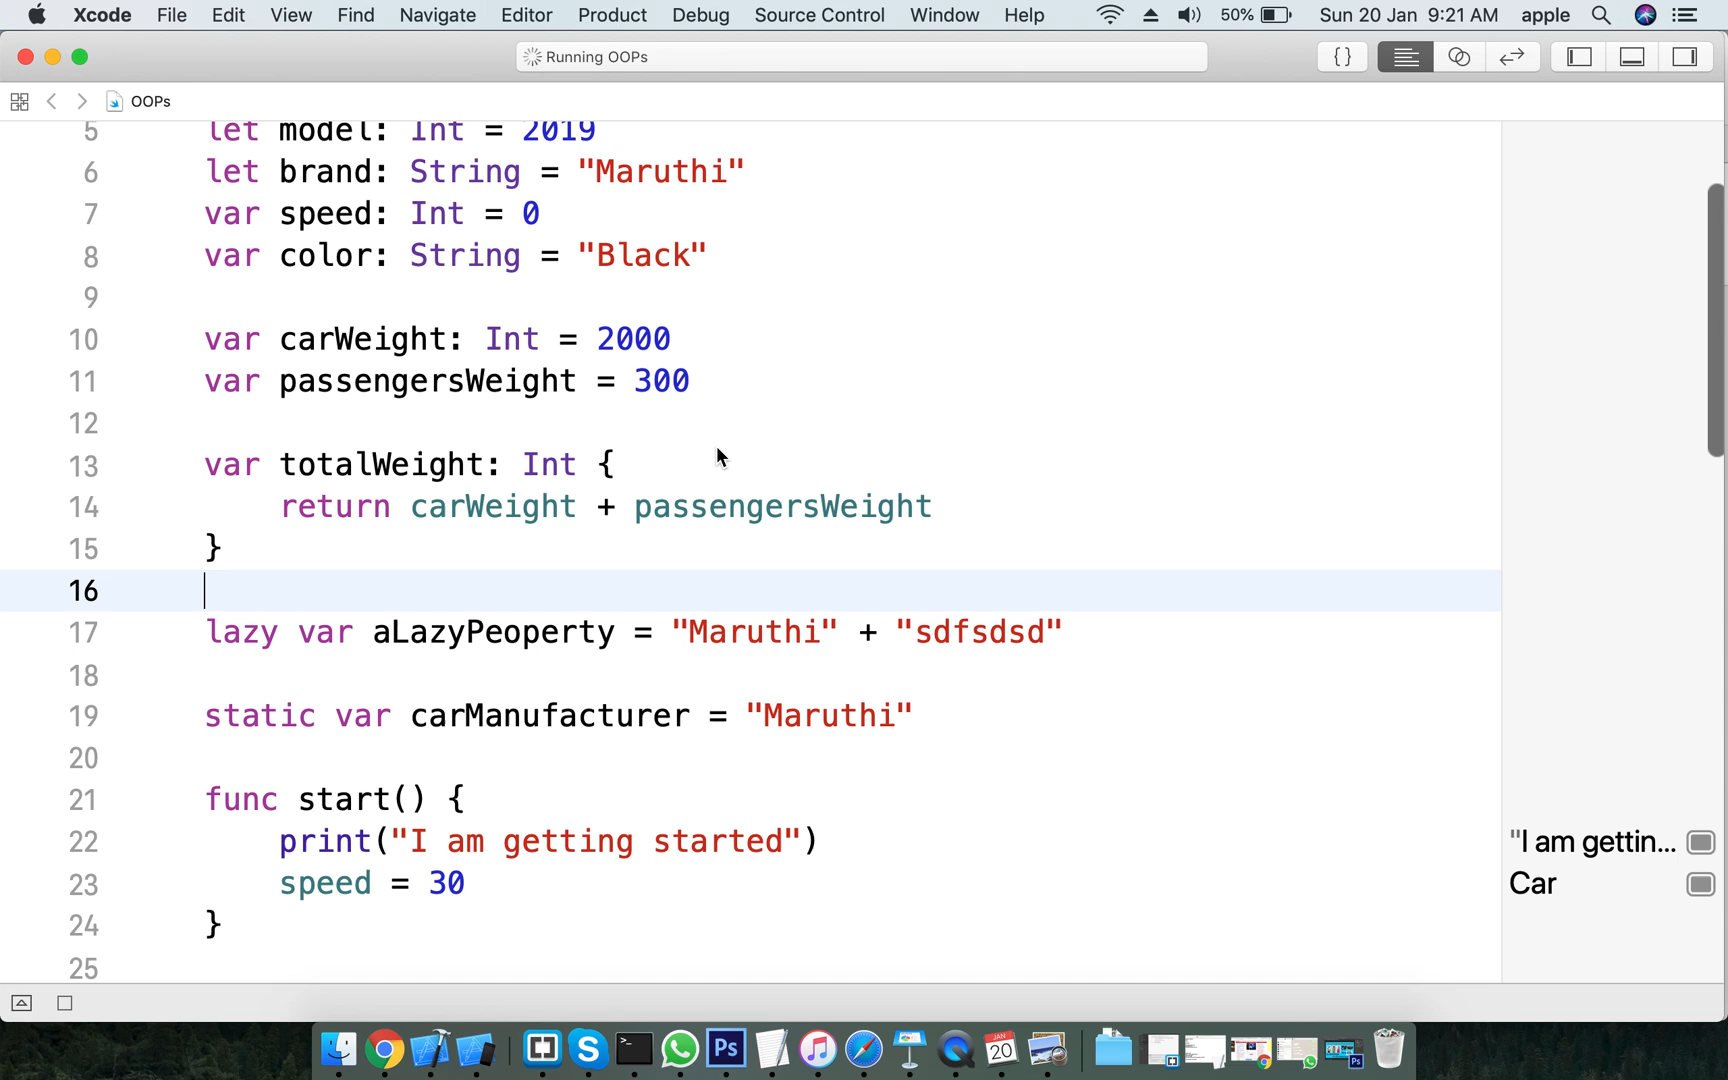 Xcode File Edit View Find Navigate Editor Product Debug Source Control Window Help 50% Sun 20 Jan 9:21 AM apple
Running OOPs { }
OOPs
5 let model: Int = 2019
6 let brand: String = "Maruthi"
7 var speed: Int = 0
8 var color: String = "Black"
9
10 var carWeight: Int = 2000
11 var passengersWeight = 300
12
13 var totalWeight: Int {
14 return carWeight + passengersWeight
15 }
16
17 lazy var aLazyPeoperty = "Maruthi" + "sdfsdsd"
18
19 static var carManufacturer = "Maruthi"
20
21 func start() {
22 print("I am getting started") "I am gettin...
23 speed = 30 Car
24 }
25
S >_ Ps JAN 20